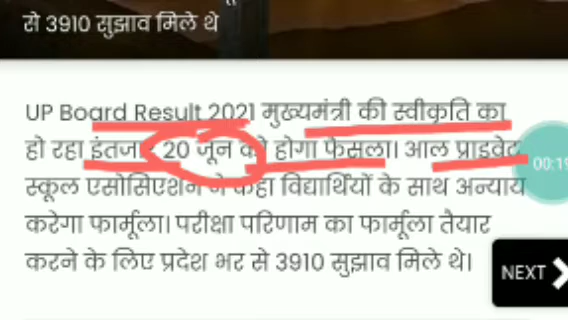 से 3910 सुझाव मिले थे
UP Board Result 2021 मुख्यमंत्री की स्वीकृति का
हो रहा इंतजार 20 जून को होगा फैसला। आल प्राइवेट
स्कूल एसोसिएशन ने कहा विद्यार्थियों के साथ अन्याय
करेगा फार्मूला। परीक्षा परिणाम का फार्मूला तैयार
करने के लिए प्रदेश भर से 3910 सुझाव मिले थे।
00:19
NEXT